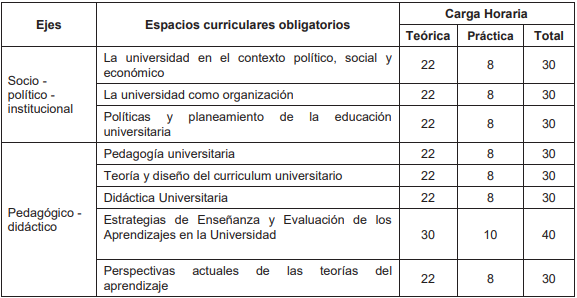 Ejes Espacios curriculares obligatorios Carga Horaria
Teórica Práctica Total
Socio -
político -
institucional
La universidad en el contexto político, social y
económico 22 8 30
La universidad como organización 22 8 30
Políticas y planeamiento de la educación
universitaria 22 8 30
Pedagógico -
didáctico
Pedagogía universitaria 22 8 30
Teoría y diseño del curriculum universitario 22 8 30
Didáctica Universitaria 22 8 30
Estrategias de Enseñanza y Evaluación de los
Aprendizajes en la Universidad 30 10 40
Perspectivas actuales de las teorías del
aprendizaje 22 8 30